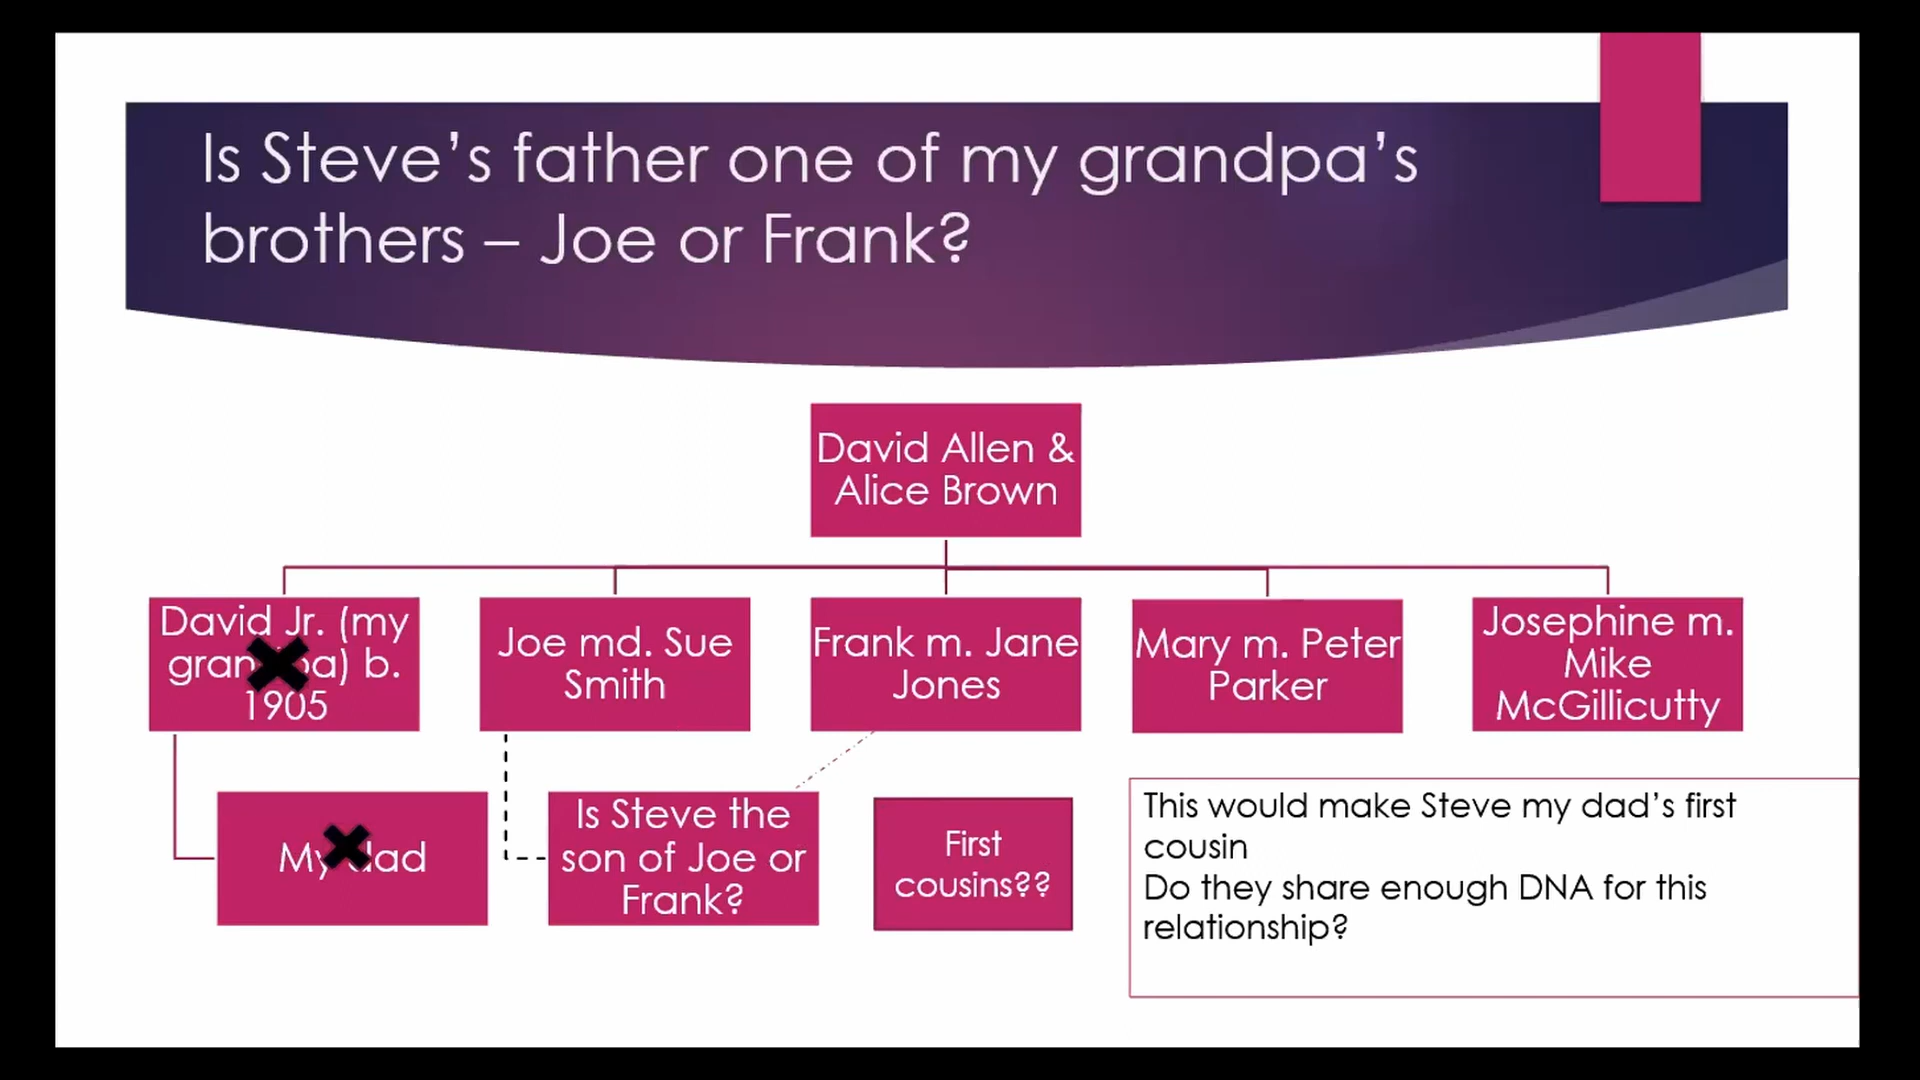 Is Steve's father one of my grandpa's
brothers – Joe or Frank?
David Allen &
Alice Brown
David Jr. (my
b.
1905
Joe md. Sue
Smith
Frank m. Jane
Jones
Mary m. Peter
Parker
Josephine m.
Mike
McGillicutty
My dad
Is Steve the
son of Joe or
Frank?
First
cousins??
This would make Steve my dad's first
cousin
Do they share enough DNA for this
relationship?